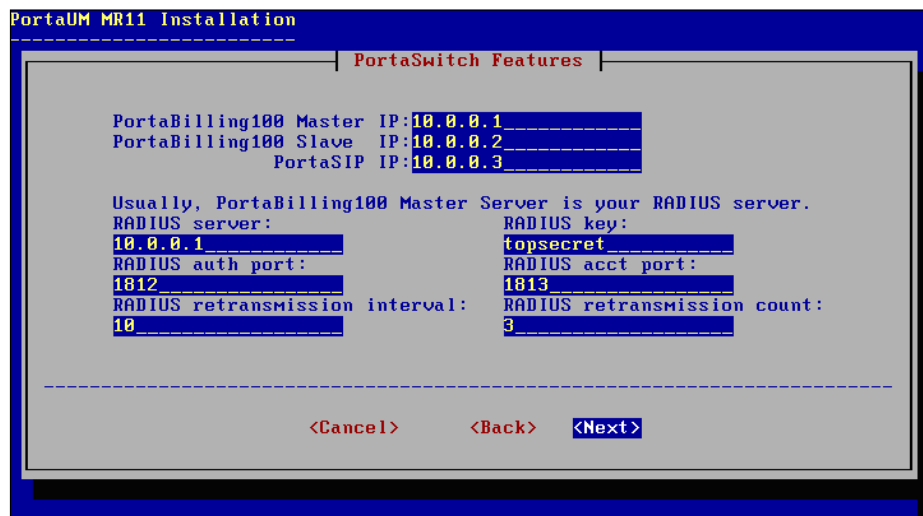 PortaUM MR11 Installation
PortaSwitch Features
PortaBilling100 Master IP:10.0.0.1
PortaBilling100 Slave IP:10.0.0.2
PortaSIP IP:10.0.0.3
Usually, PortaBilling100 Master Server is your RADIUS server.
RADIUS server: RADIUS key:
10.0.0.1 topsecret
RADIUS auth port: RADIUS acct port:
1812 1813
RADIUS retransmission interval: RADIUS retransmission count:
10 3
<Cancel> <Back> <Next>